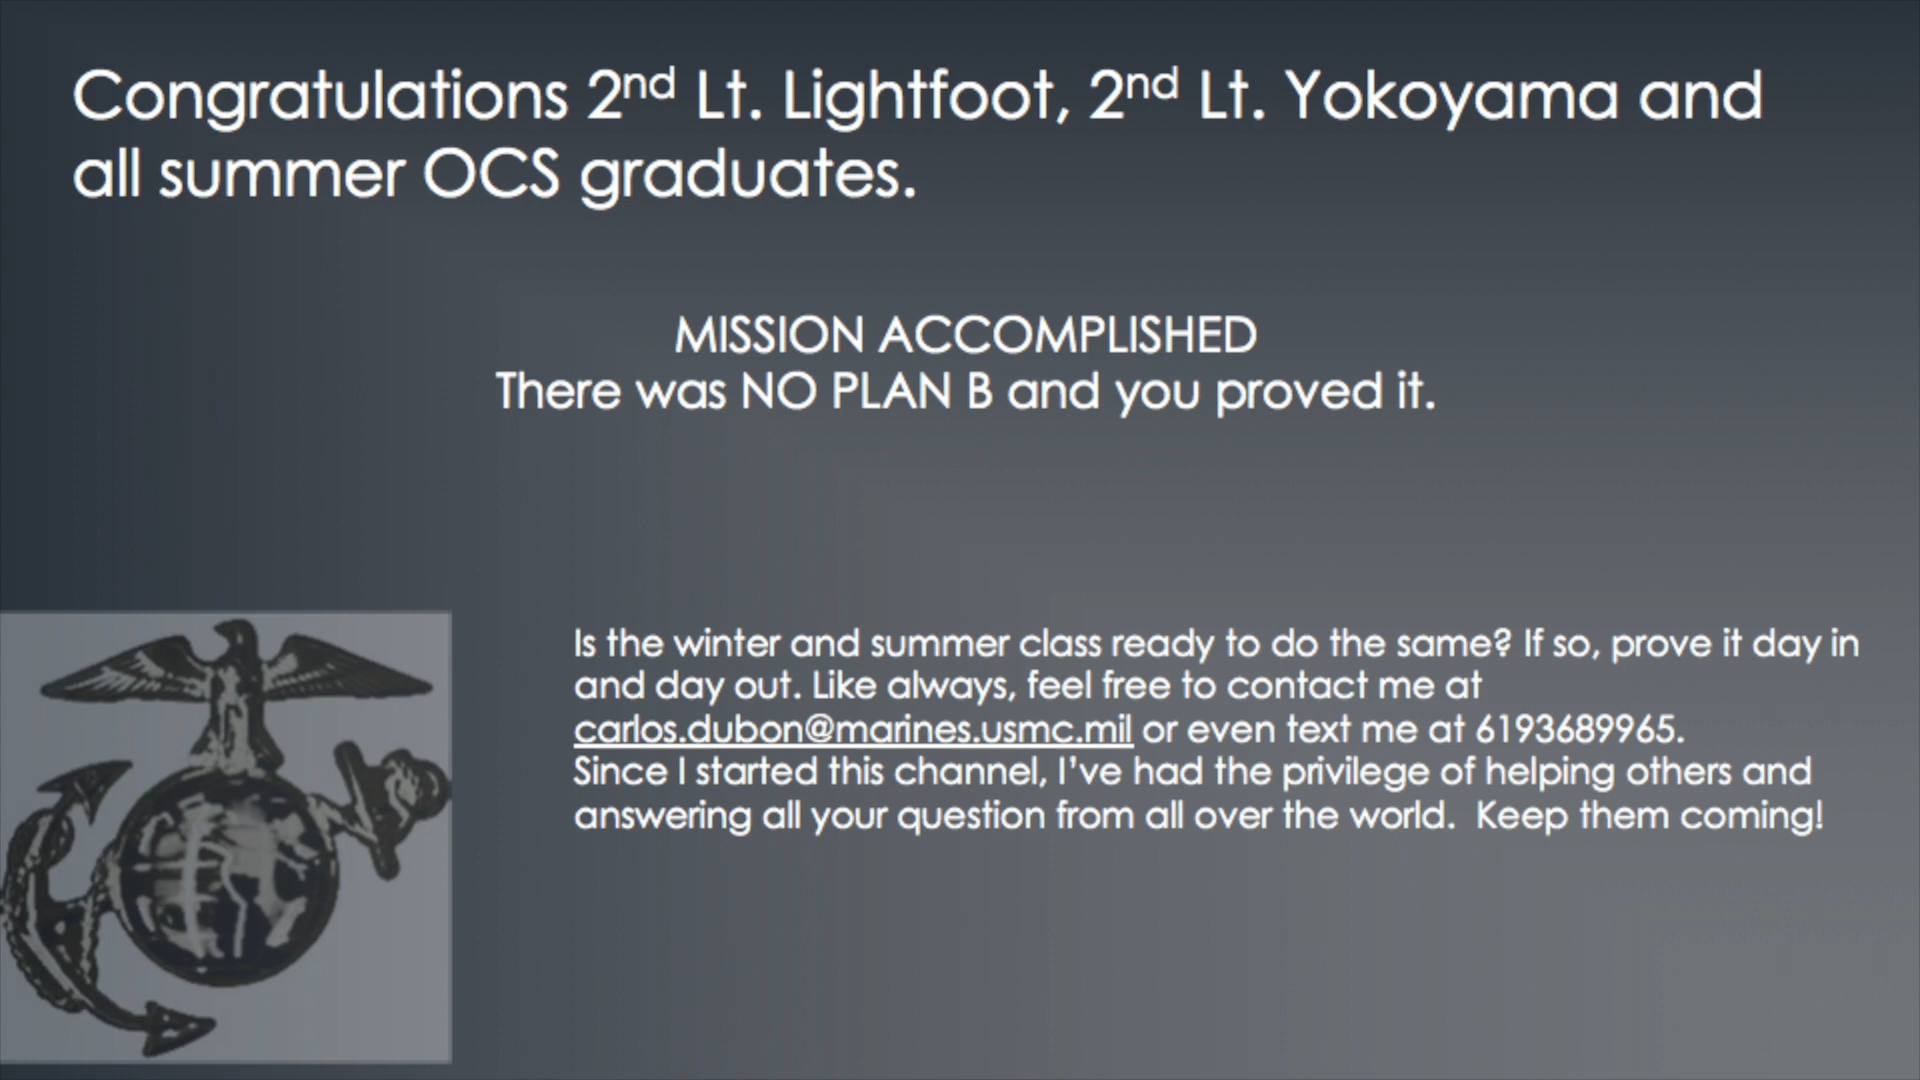 Congratulations 2nd Lt. Lightfoot, 2nd Lt. Yokoyama and
all summer OCS graduates.
MISSION ACCOMPLISHED
There was NO PLAN B and you proved it.
Is the winter and summer class ready to do the same? If so, prove it day in
and day out. Like always, feel free to contact me at
carlos.dubon@marines.usmc.mil or even text me at 6193689965.
Since I started this channel, I’ve had the privilege of helping others and
answering all your question from all over the world.  Keep them coming!